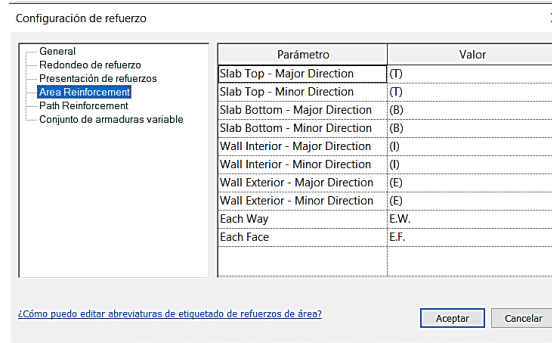 Configuración de refuerzo
General
Redondeo de refuerzo
Presentación de refuerzos
Area Reinforcement
Path Reinforcement
Conjunto de armaduras variable
Parámetro Valor
Slab Top - Major Direction (T)
Slab Top - Minor Direction (T)
Slab Bottom - Major Direction (B)
Slab Bottom - Minor Direction (B)
Wall Interior - Major Direction (I)
Wall Interior - Minor Direction (I)
Wall Exterior - Major Direction (E)
Wall Exterior - Minor Direction (E)
Each Way E.W.
Each Face E.F.
¿Cómo puedo editar abreviaturas de etiquetado de refuerzos de área?
Aceptar Cancelar